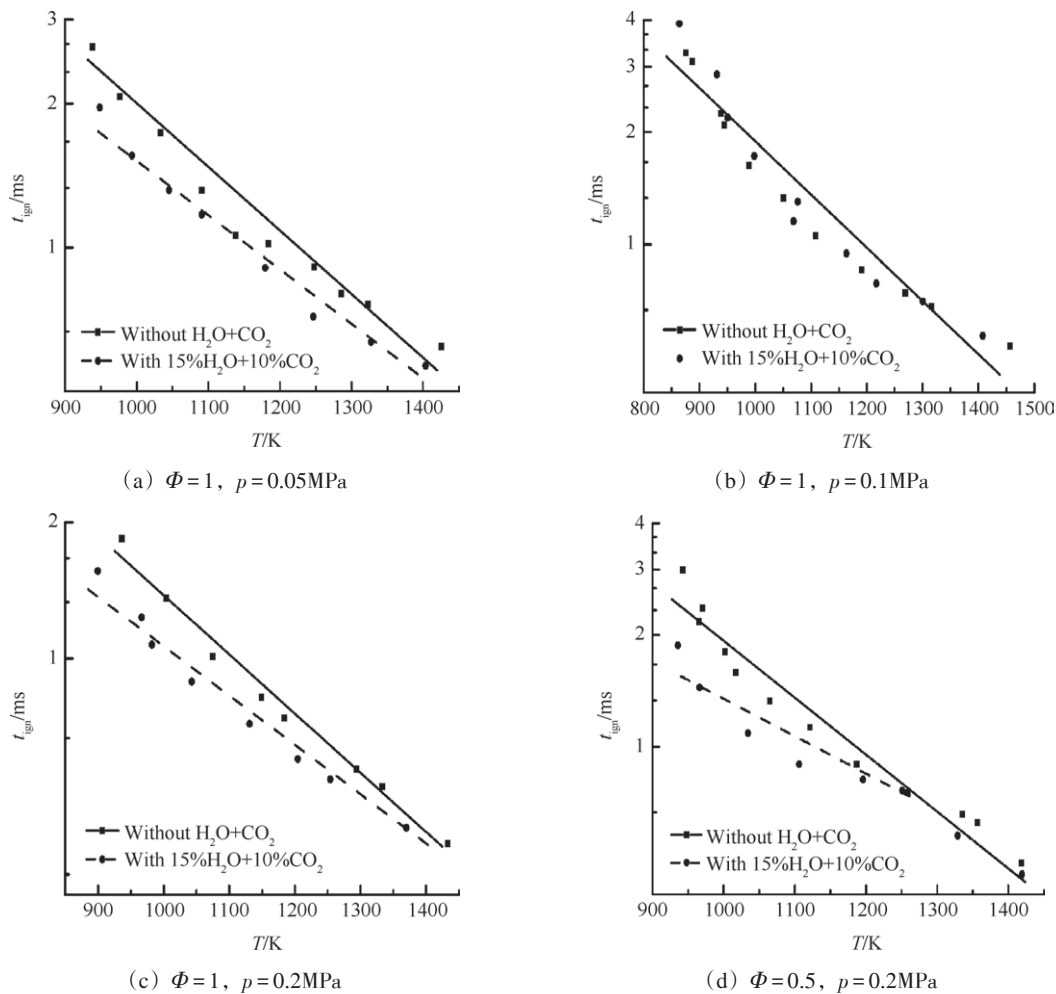 3
2
1
t_ign/ms
Without H₂O+CO₂
With 15%H₂O+10%CO₂
900 1000 1100 1200 1300 1400
T/K
(a) Φ=1, p=0.05MPa
4
3
2
1
t_ign/ms
Without H₂O+CO₂
With 15%H₂O+10%CO₂
800 900 1000 1100 1200 1300 1400 1500
T/K
(b) Φ=1, p=0.1MPa
2
1
t_ign/ms
Without H₂O+CO₂
With 15%H₂O+10%CO₂
900 1000 1100 1200 1300 1400
T/K
(c) Φ=1, p=0.2MPa
4
3
2
1
t_ign/ms
Without H₂O+CO₂
With 15%H₂O+10%CO₂
900 1000 1100 1200 1300 1400
T/K
(d) Φ=0.5, p=0.2MPa